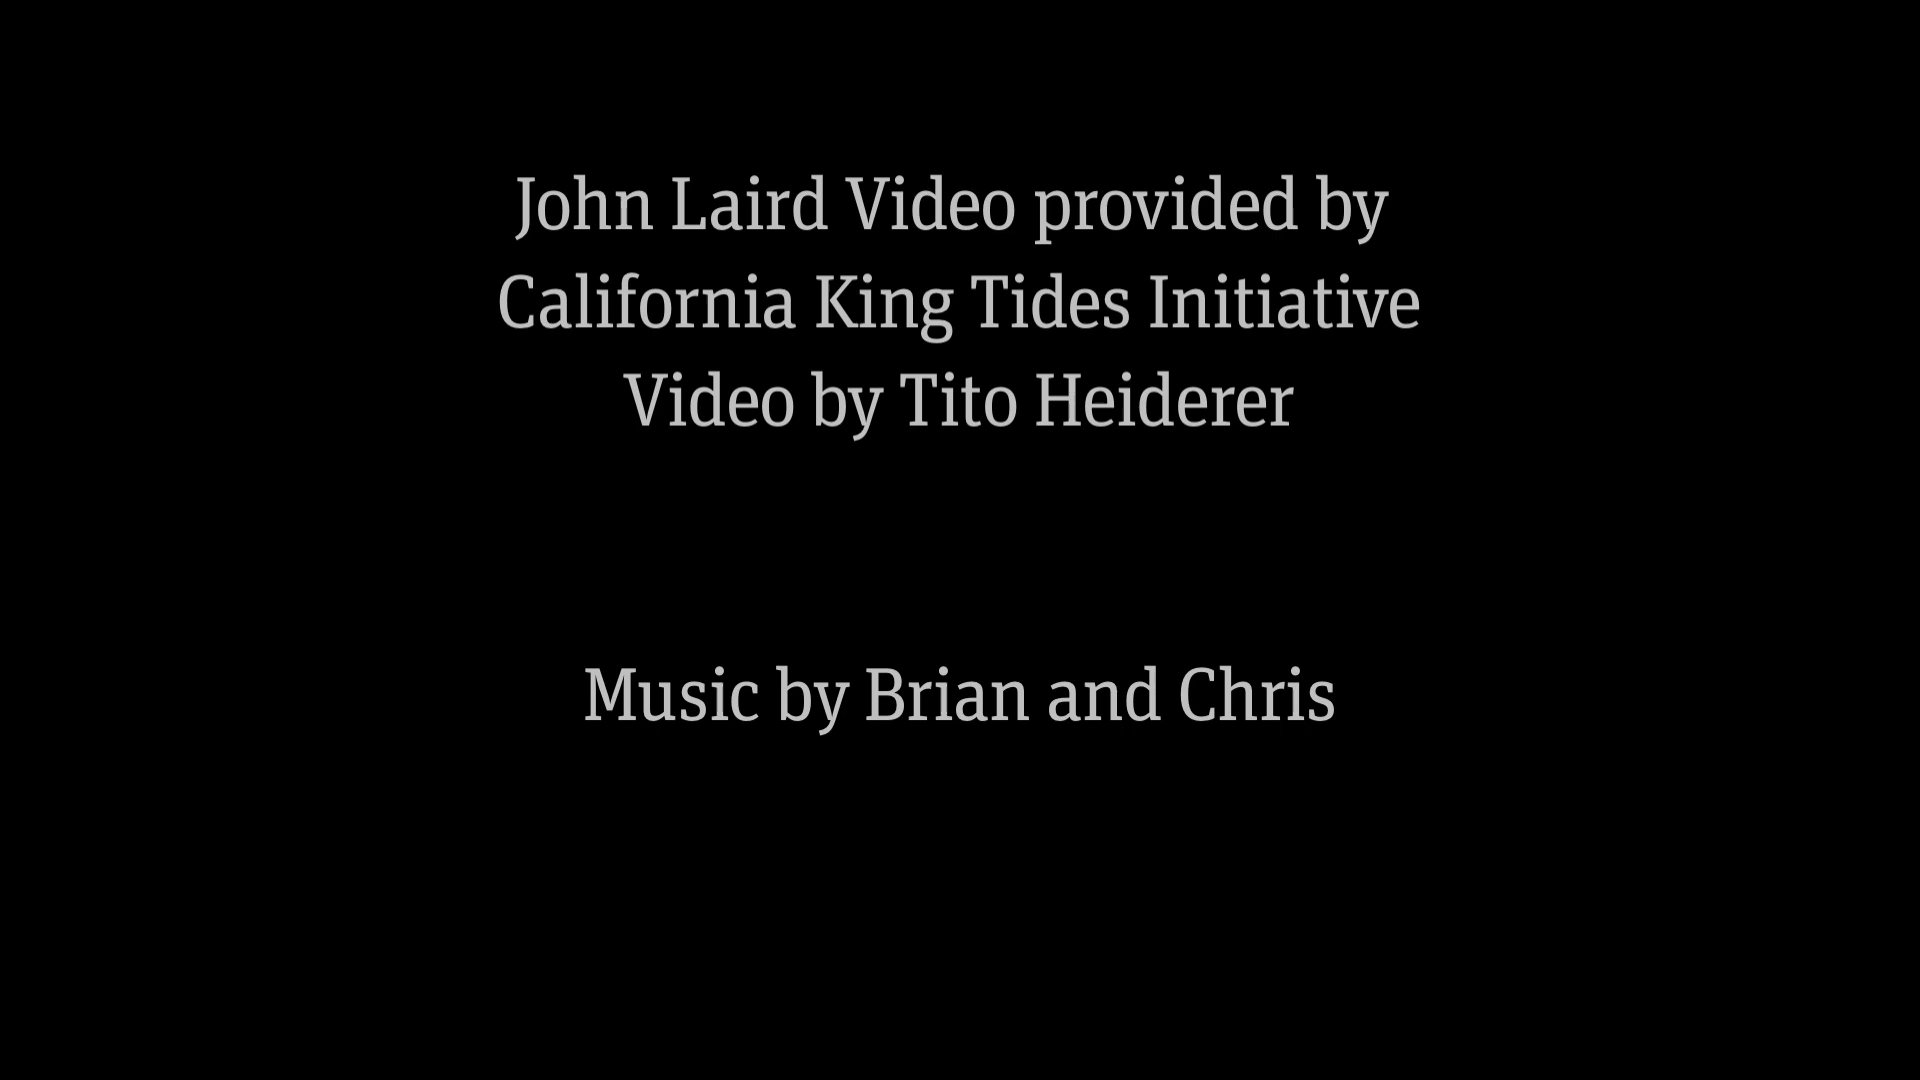 John Laird Video provided by
California King Tides Initiative
Video by Tito Heiderer
Music by Brian and Chris